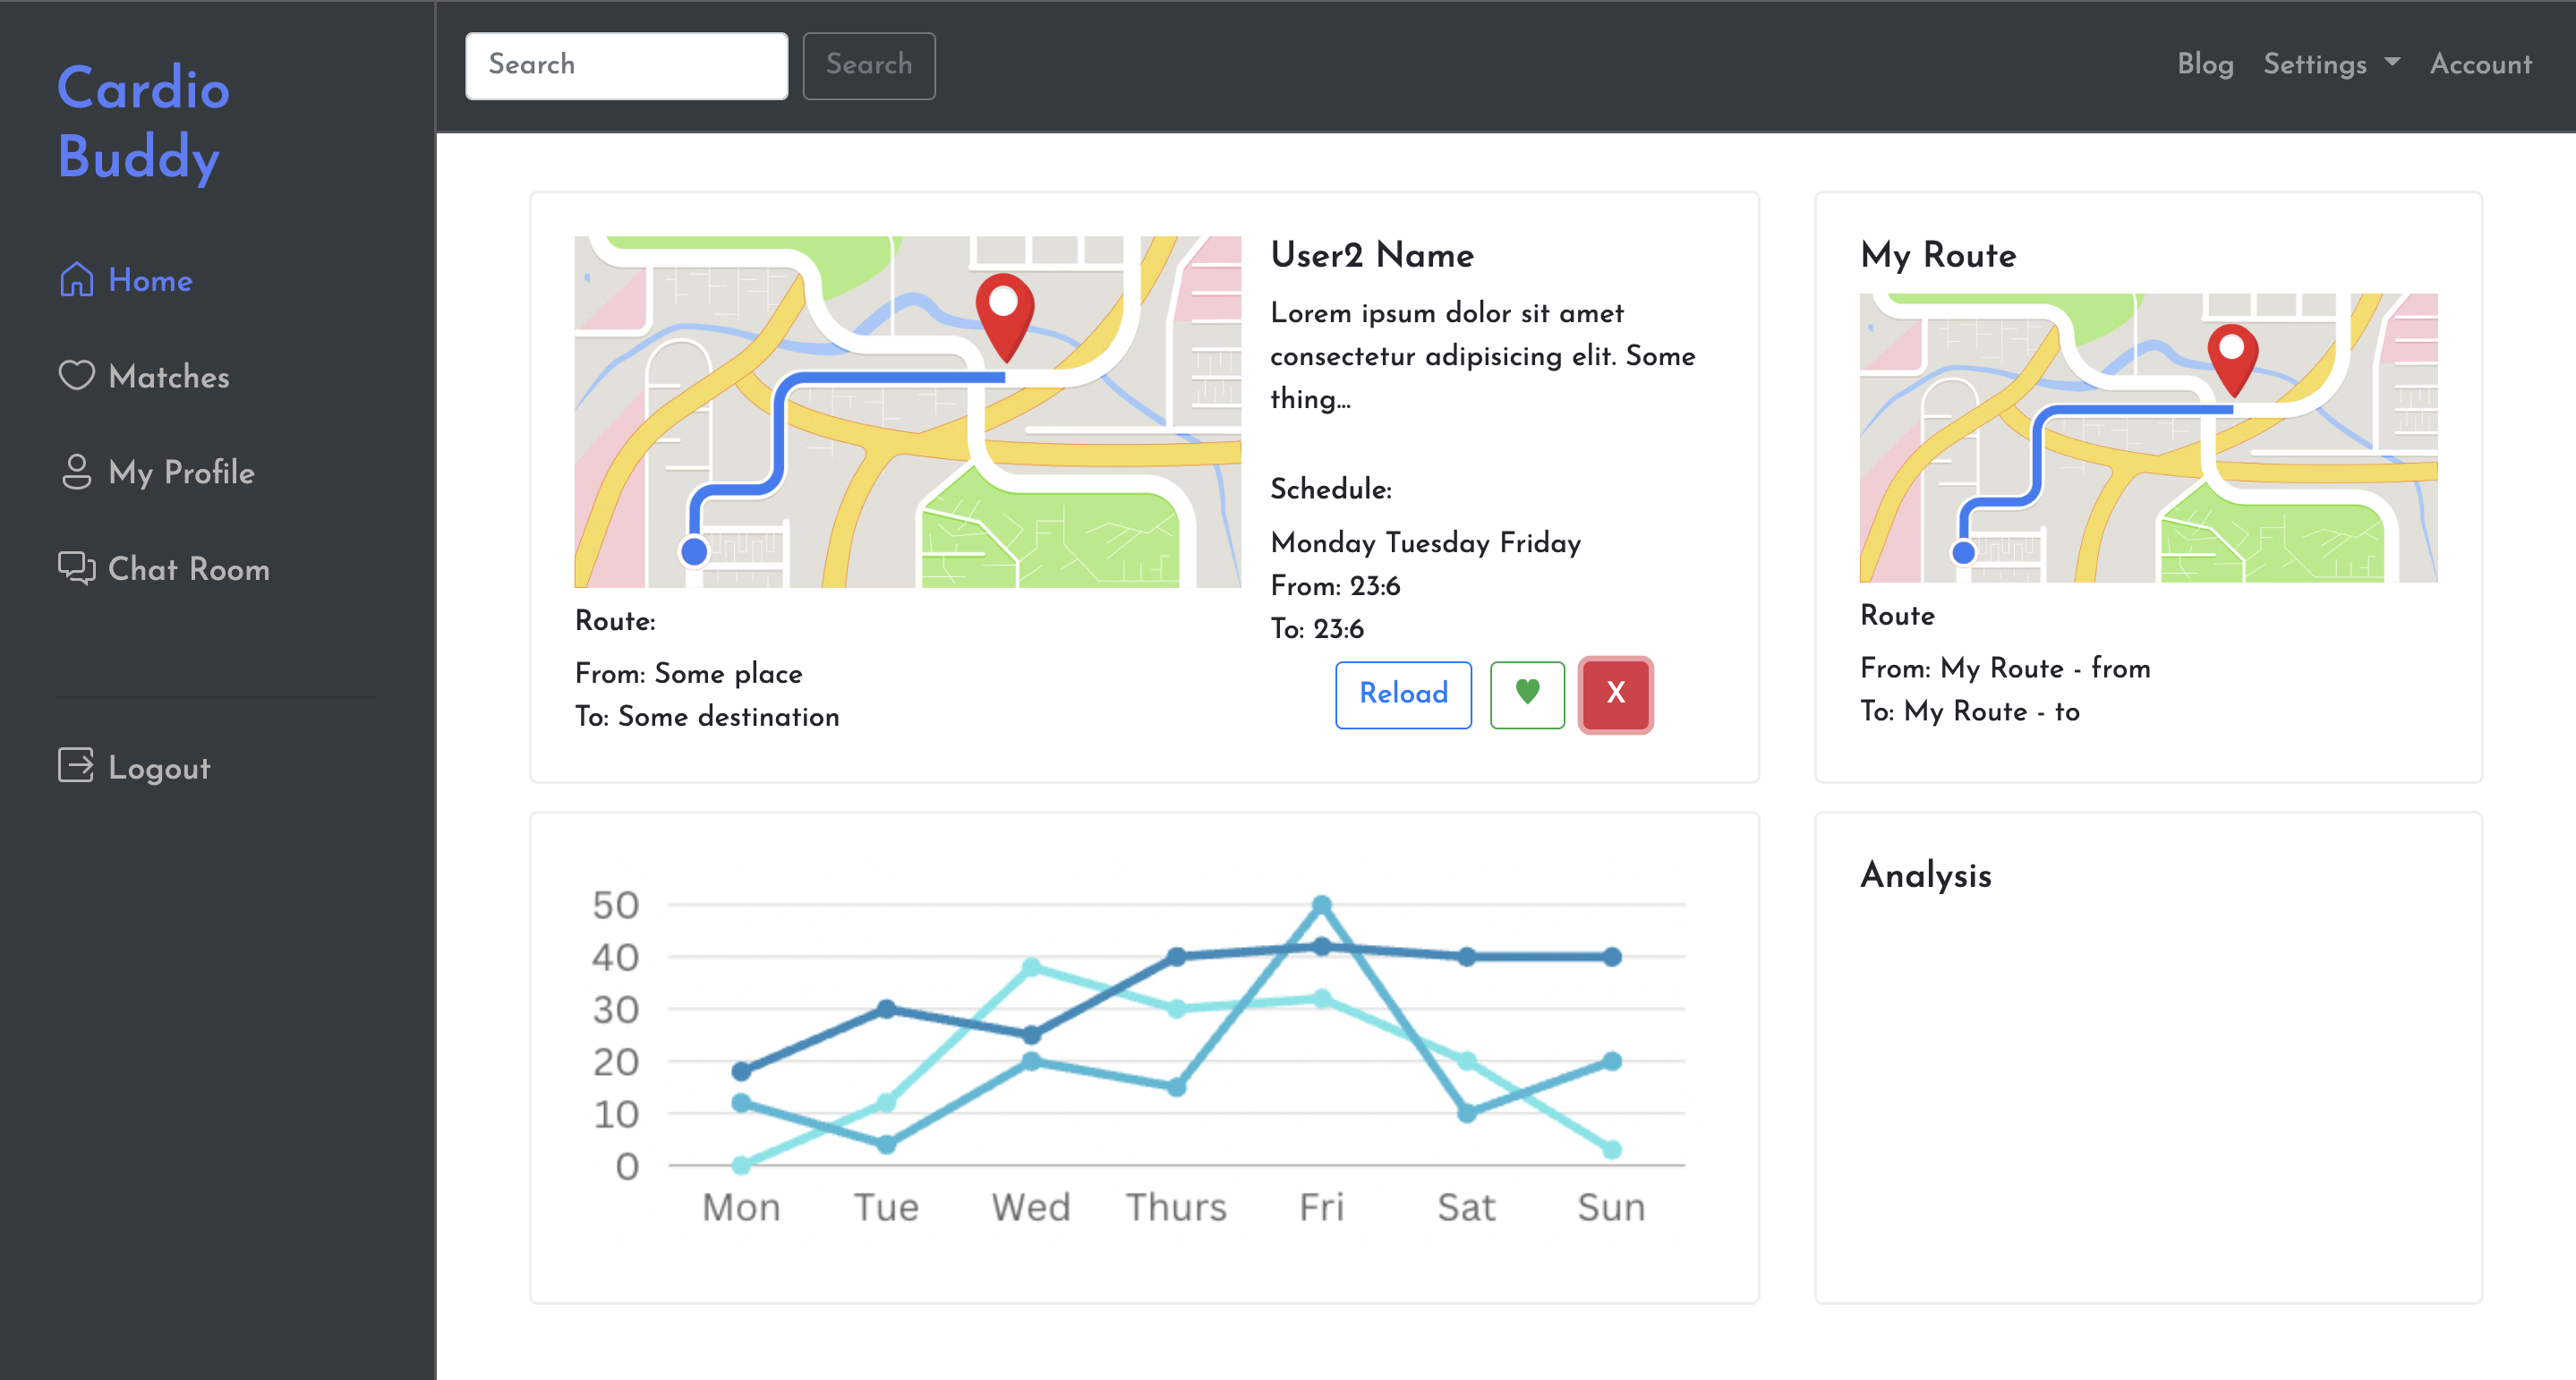 Cardio
Buddy
Home
Matches
My Profile
Chat Room
Logout
Search
Search
Blog
Settings
Account
User2 Name
Lorem ipsum dolor sit amet
consectetur adipisicing elit. Some
thing...
Schedule:
Monday Tuesday Friday
From: 23:6
To: 23:6
Reload
X
Route:
From: Some place
To: Some destination
My Route
Route
From: My Route - from
To: My Route - to
50
40
30
20
10
0
Mon Tue Wed Thurs Fri Sat Sun
Analysis